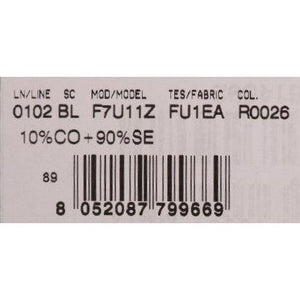 LN/LINE SC MOD/MODEL TES/FABRIC COL.
0102 BL F7U11Z FU1EA R0026
10%CO+90%SE
89
8 052087 799669